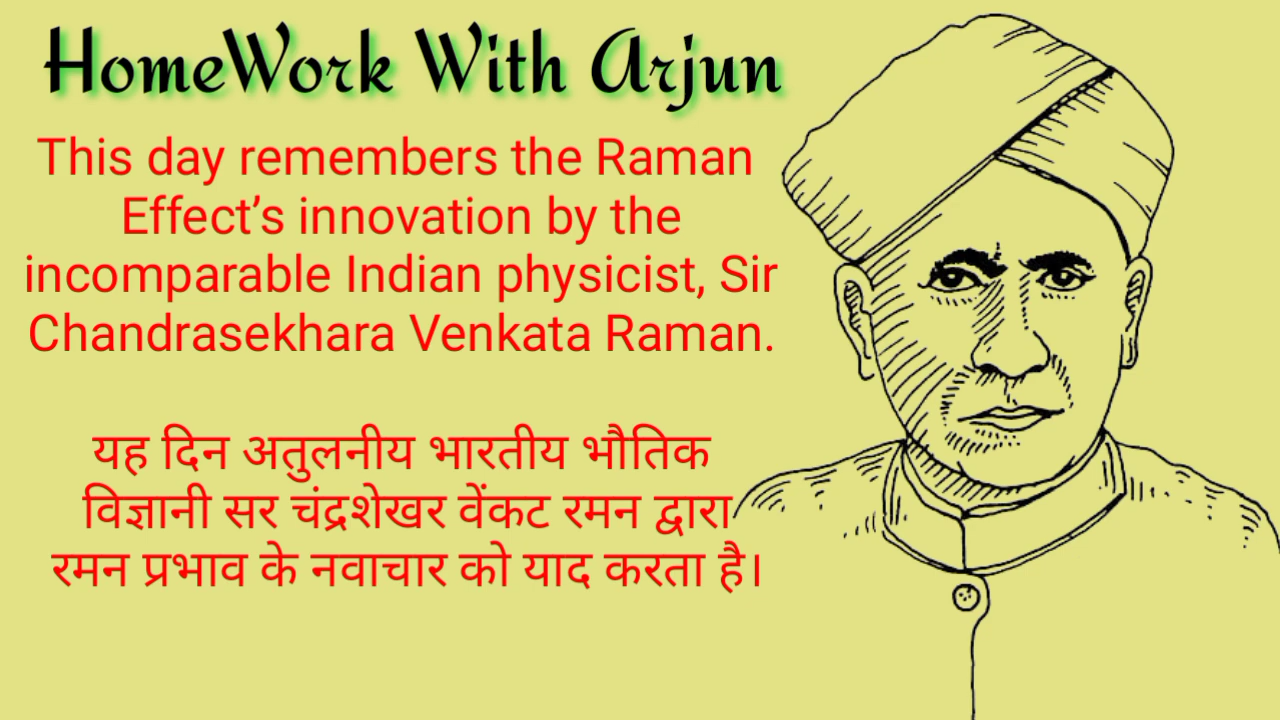 HomeWork With Arjun
This day remembers the Raman
Effect’s innovation by the
incomparable Indian physicist, Sir
Chandrasekhara Venkata Raman.
यह दिन अतुलनीय भारतीय भौतिक
विज्ञानी सर चंद्रशेखर वेंकट रमन द्वारा
रमन प्रभाव के नवाचार को याद करता है।